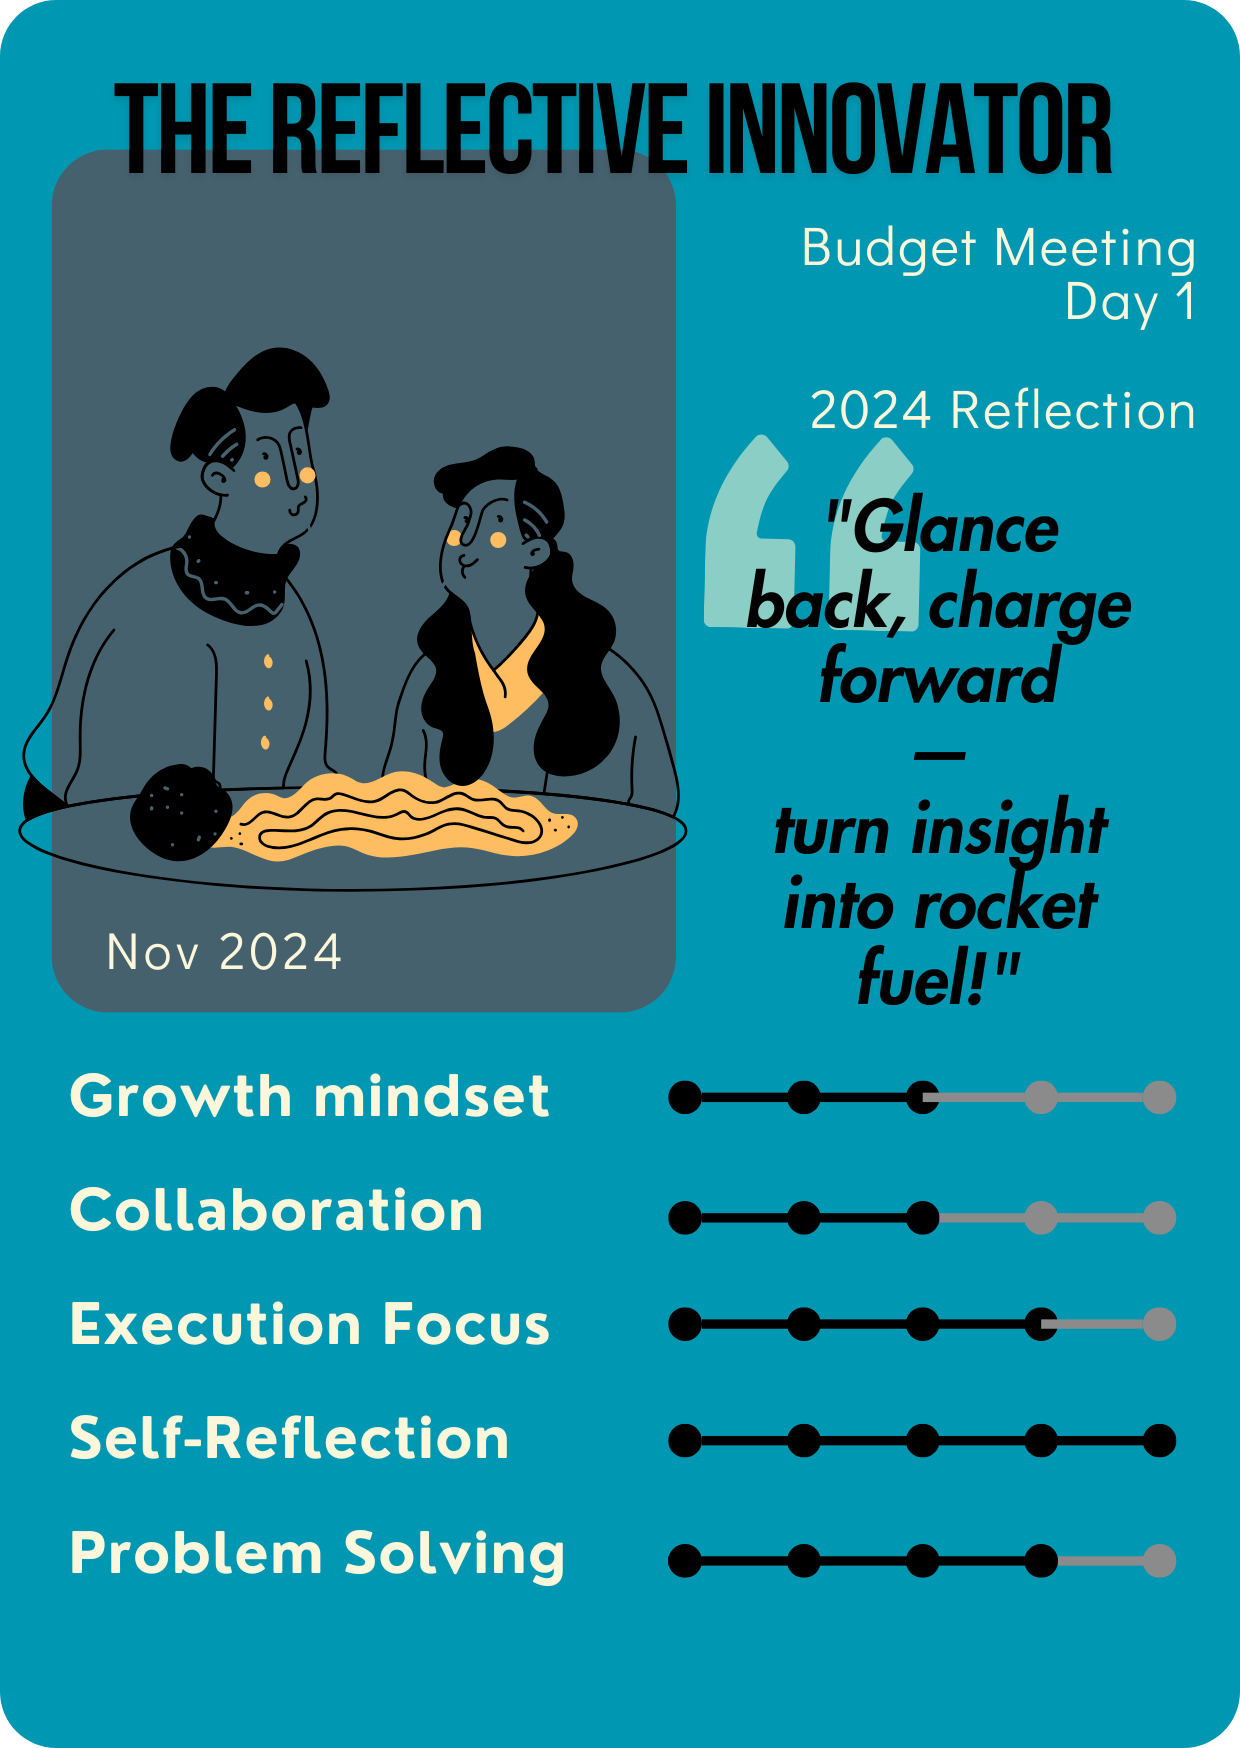 THE REFLECTIVE INNOVATOR
Budget Meeting
Day 1
2024 Reflection
"Glance
back, charge
forward
—
turn insight
into rocket
fuel!"
Nov 2024
Growth mindset
Collaboration
Execution Focus
Self-Reflection
Problem Solving